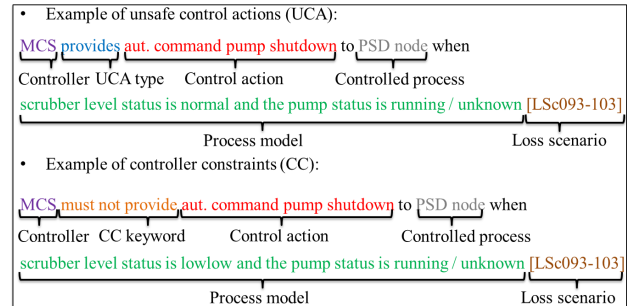 • Example of unsafe control actions (UCA):
MCS provides aut. command pump shutdown to PSD node when
Controller UCA type Control action Controlled process
scrubber level status is normal and the pump status is running / unknown [LSc093-103]
Process model Loss scenario
• Example of controller constraints (CC):
MCS must not provide aut. command pump shutdown to PSD node when
Controller CC keyword Control action Controlled process
scrubber level status is lowlow and the pump status is running / unknown [LSc093-103]
Process model Loss scenario